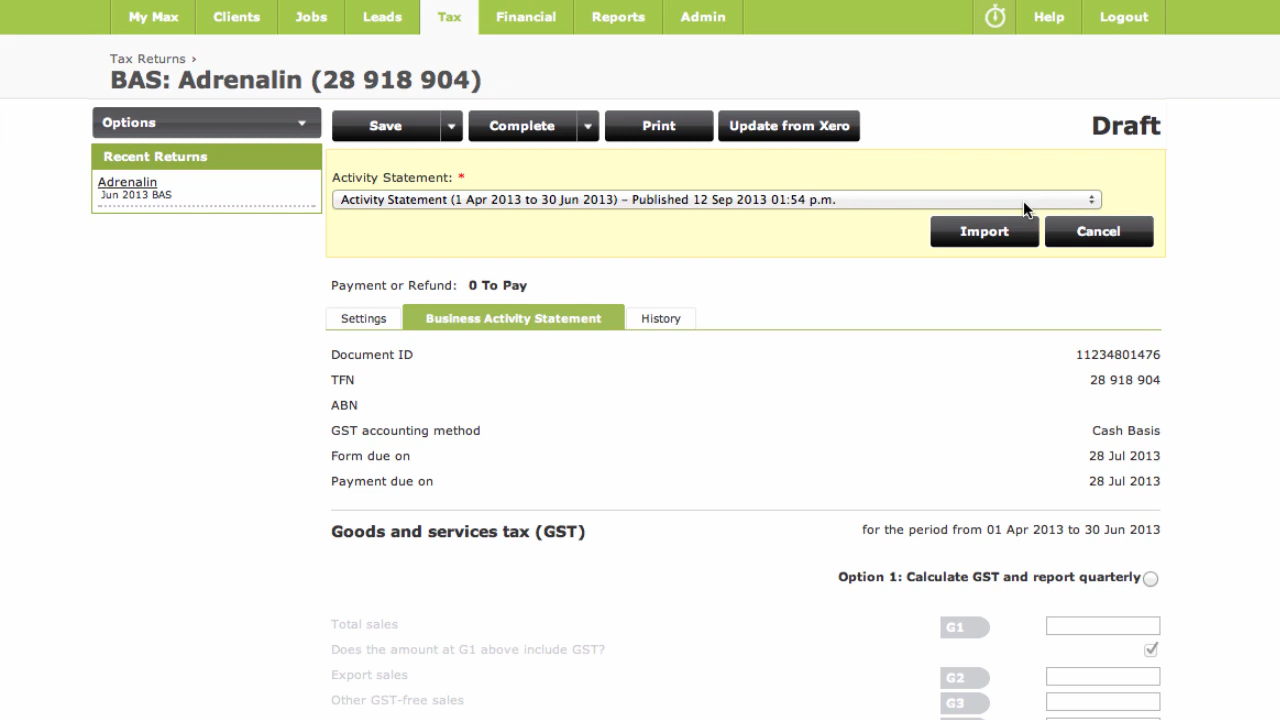 My Max Clients Jobs Leads Tax Financial Reports Admin Help Logout
Tax Returns ›
BAS: Adrenalin (28 918 904)
Options
Save Complete Print Update from Xero Draft
Recent Returns
Adrenalin
Jun 2013 BAS
Activity Statement: *
Activity Statement (1 Apr 2013 to 30 Jun 2013) – Published 12 Sep 2013 01:54 p.m.
Import Cancel
Payment or Refund: 0 To Pay
Settings Business Activity Statement History
Document ID 11234801476
TFN 28 918 904
ABN
GST accounting method Cash Basis
Form due on 28 Jul 2013
Payment due on 28 Jul 2013
Goods and services tax (GST) for the period from 01 Apr 2013 to 30 Jun 2013
Option 1: Calculate GST and report quarterly
Total sales G1
Does the amount at G1 above include GST?
Export sales G2
Other GST-free sales G3